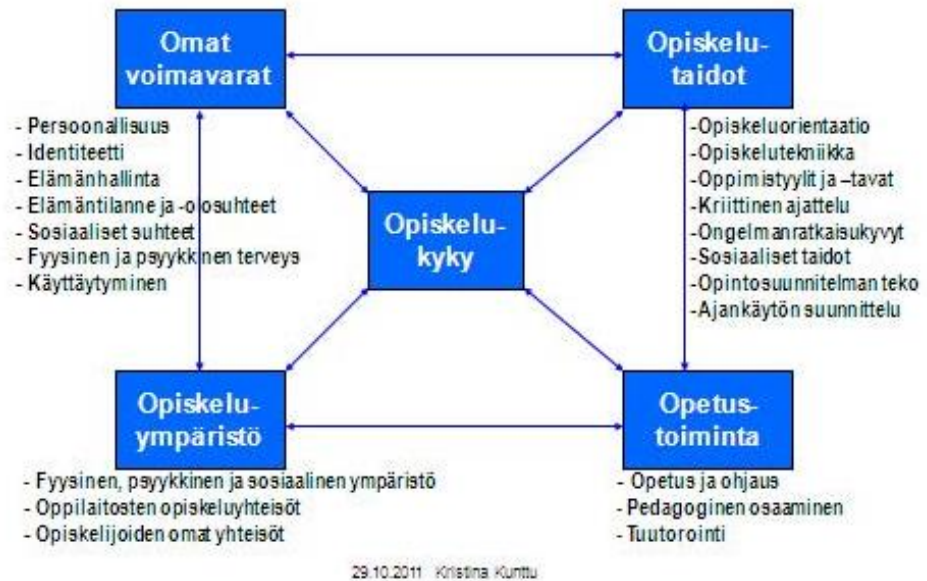 Omat
voimavarat
Opiskelu-
taidot
- Persoonallisuus
- Identiteetti
- Elämänhallinta
- Elämäntilanne ja -olosuhteet
- Sosiaaliset suhteet
- Fyysinen ja psyykkinen terveys
- Käyttäytyminen
-Opiskeluorientaatio
-Opiskelutekniikka
-Oppimistyylit ja –tavat
-Kriittinen ajattelu
-Ongelmanratkaisukyvyt
-Sosiaaliset taidot
-Opintosuunnitelman teko
-Ajankäytön suunnittelu
Opiskelu-
kyky
Opiskelu-
ympäristö
Opetus-
toiminta
- Fyysinen, psyykkinen ja sosiaalinen ympäristö
- Oppilaitosten opiskeluyhteisöt
- Opiskelijoiden omat yhteisöt
- Opetus ja ohjaus
- Pedagoginen osaaminen
- Tuutorointi
29.10.2011 Kristina Kunttu